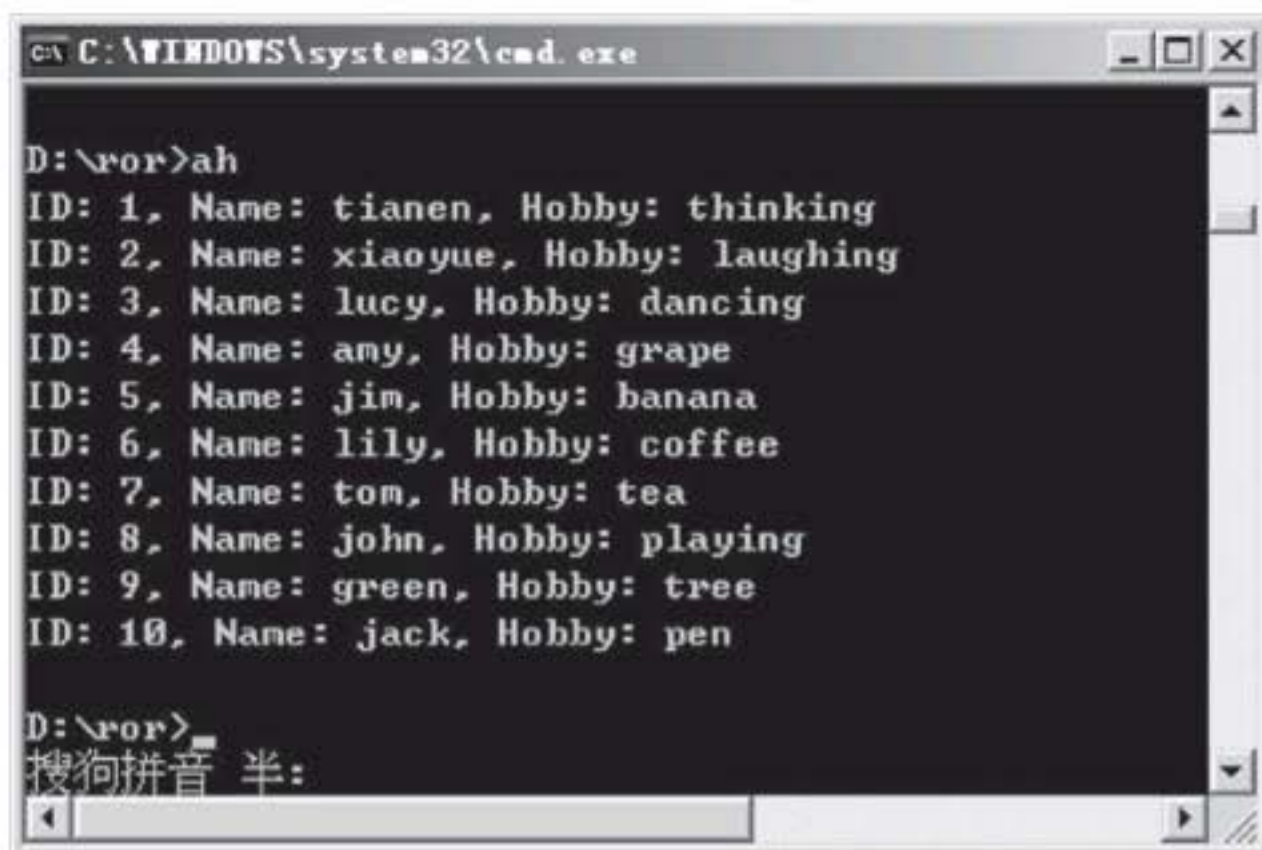 C:\WINDOWS\system32\cmd.exe
D:\ror>ah
ID: 1, Name: tianen, Hobby: thinking
ID: 2, Name: xiaoyue, Hobby: laughing
ID: 3, Name: lucy, Hobby: dancing
ID: 4, Name: amy, Hobby: grape
ID: 5, Name: jim, Hobby: banana
ID: 6, Name: lily, Hobby: coffee
ID: 7, Name: tom, Hobby: tea
ID: 8, Name: john, Hobby: playing
ID: 9, Name: green, Hobby: tree
ID: 10, Name: jack, Hobby: pen
D:\ror>_
搜狗拼音 半: